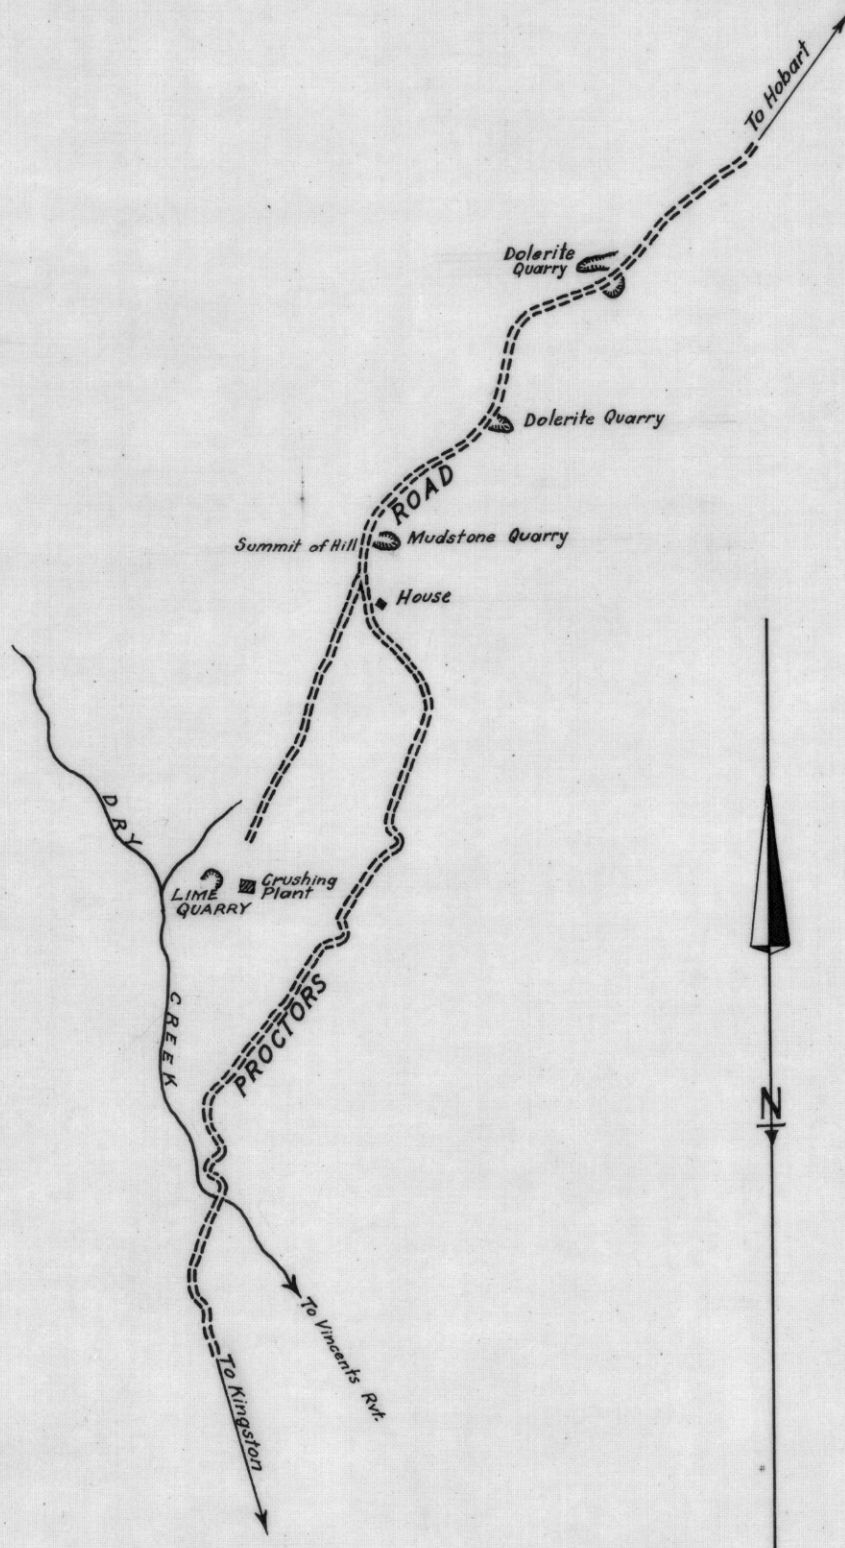 To Hobart
Dolerite
Quarry
Dolerite Quarry
ROAD
Summit of Hill
Mudstone Quarry
House
DRY
LIME
QUARRY
Crushing
Plant
CREEK
PROCTORS
N
To Vincents Rvt.
To Kingston